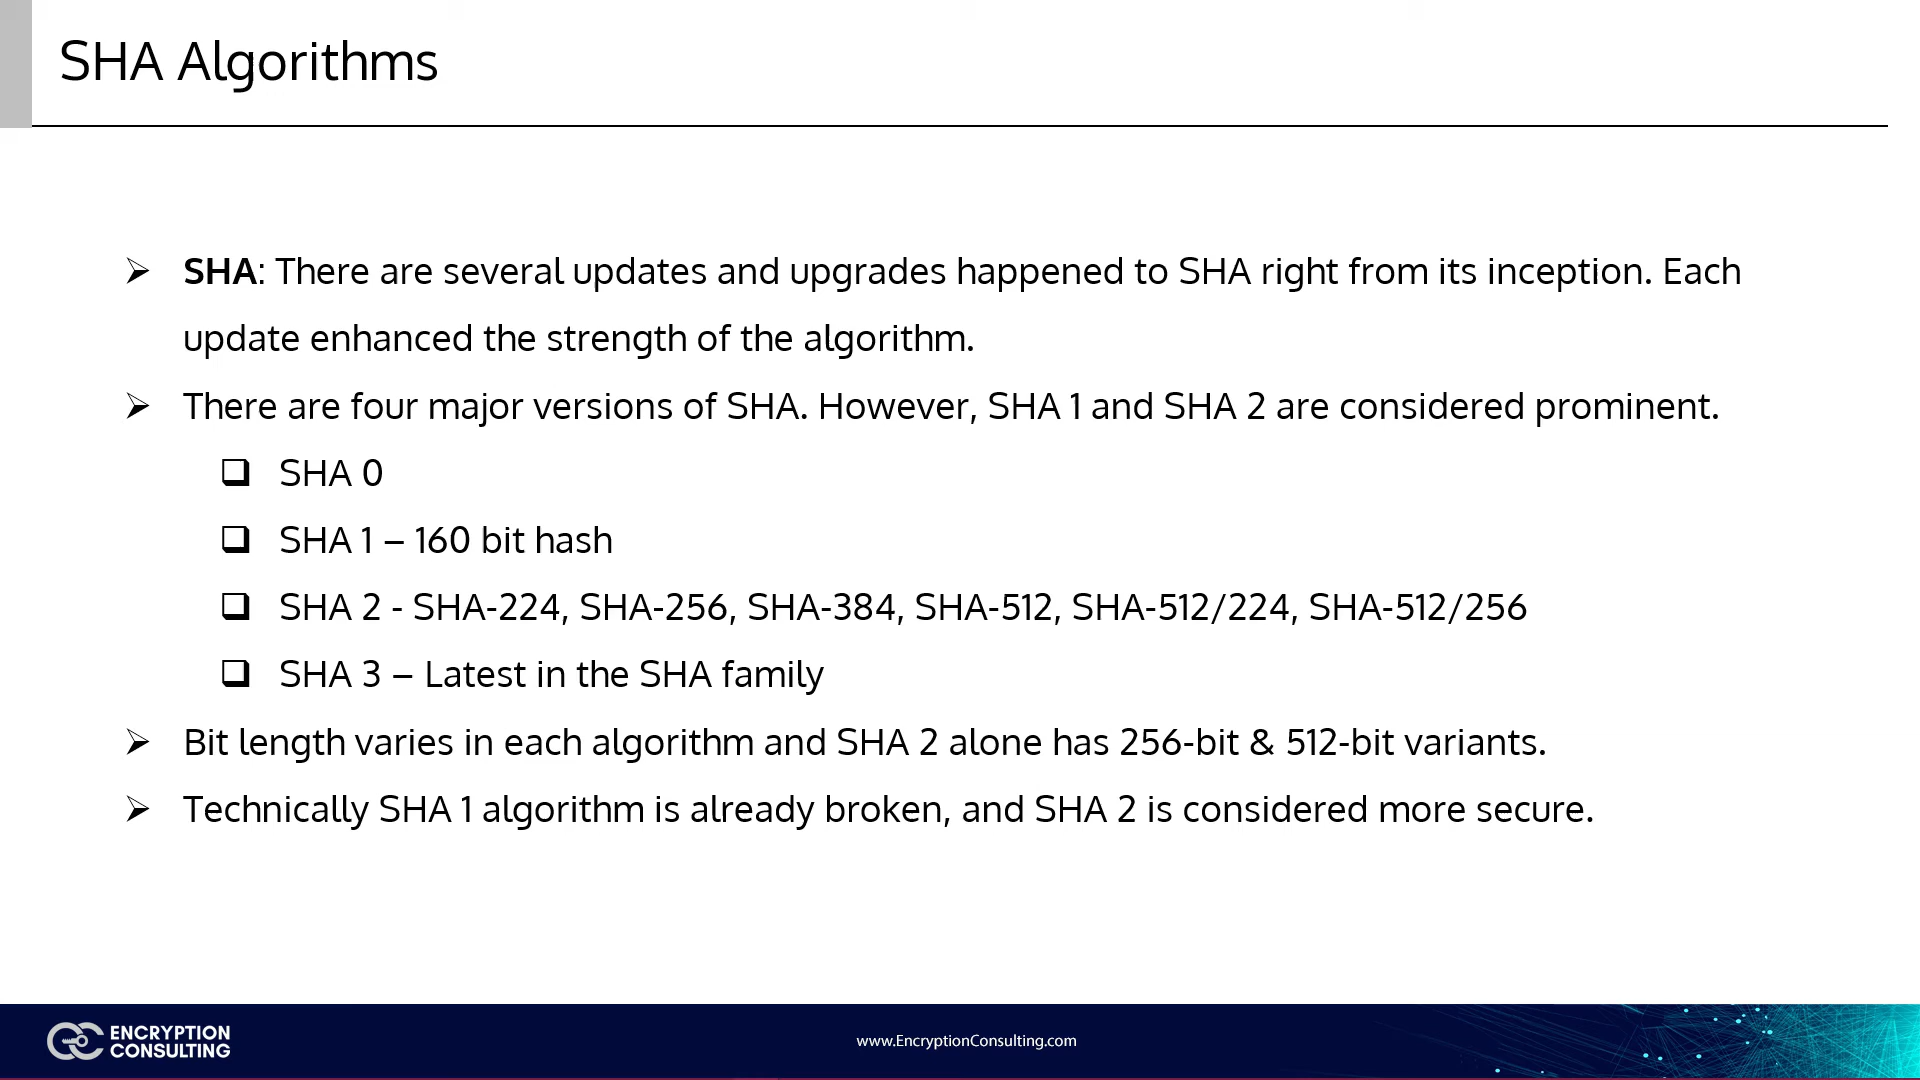 SHA Algorithms
➢ SHA: There are several updates and upgrades happened to SHA right from its inception. Each
update enhanced the strength of the algorithm.
➢ There are four major versions of SHA. However, SHA 1 and SHA 2 are considered prominent.
❑ SHA 0
❑ SHA 1 – 160 bit hash
❑ SHA 2 - SHA-224, SHA-256, SHA-384, SHA-512, SHA-512/224, SHA-512/256
❑ SHA 3 – Latest in the SHA family
➢ Bit length varies in each algorithm and SHA 2 alone has 256-bit & 512-bit variants.
➢ Technically SHA 1 algorithm is already broken, and SHA 2 is considered more secure.
ENCRYPTION
CONSULTING
www.EncryptionConsulting.com